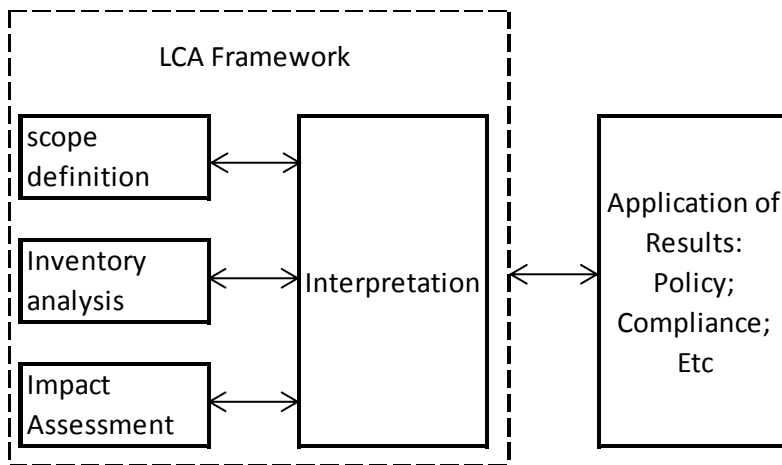 LCA Framework
scope
definition
Inventory
analysis
Impact
Assessment
Interpretation
Application of
Results:
Policy;
Compliance;
Etc